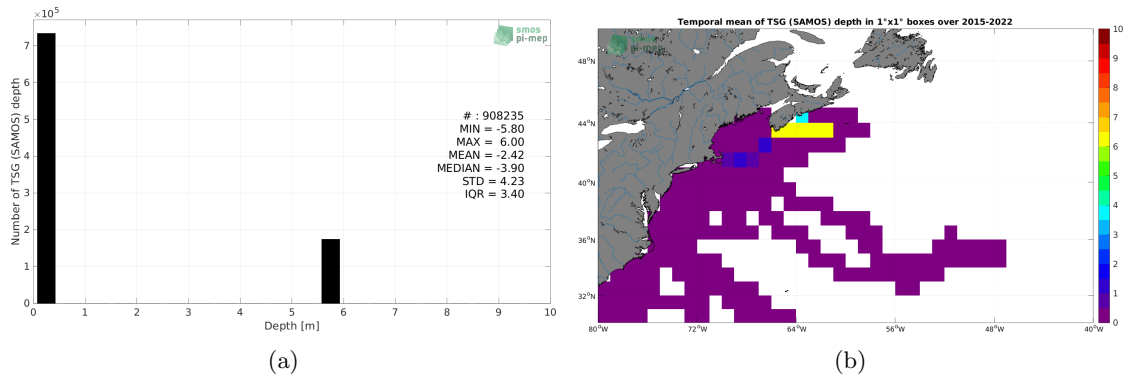 ×10⁵
smos
pi-mep
7
6
5
4
3
2
1
0
Number of TSG (SAMOS) depth
# : 908235
MIN = -5.80
MAX = 6.00
MEAN = -2.42
MEDIAN = -3.90
STD = 4.23
IQR = 3.40
0 1 2 3 4 5 6 7 8 9 10
Depth [m]
(a)
Temporal mean of TSG (SAMOS) depth in 1°x1° boxes over 2015-2022
smos
pi-mep
48°N
44°N
40°N
36°N
32°N
80°W 72°W 64°W 56°W 48°W 40°W
10
9
8
7
6
5
4
3
2
1
0
(b)